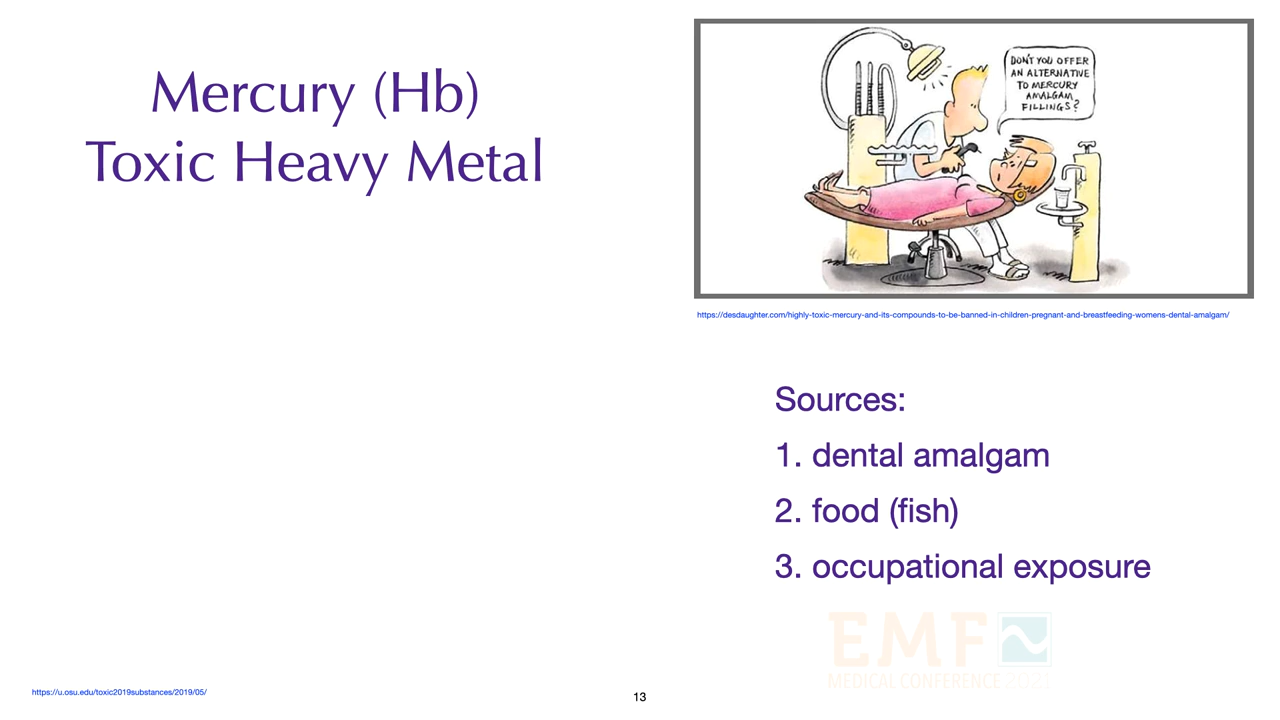 Mercury (Hb)
Toxic Heavy Metal
DON'T YOU OFFER
AN ALTERNATIVE
TO MERCURY
AMALGAM
FILLINGS?
https://desdaughter.com/highly-toxic-mercury-and-its-compounds-to-be-banned-in-children-pregnant-and-breastfeeding-womens-dental-amalgam/
Sources:
1. dental amalgam
2. food (fish)
3. occupational exposure
EMF
MEDICAL CONFERENCE 2021
https://u.osu.edu/toxic2019substances/2019/05/
13